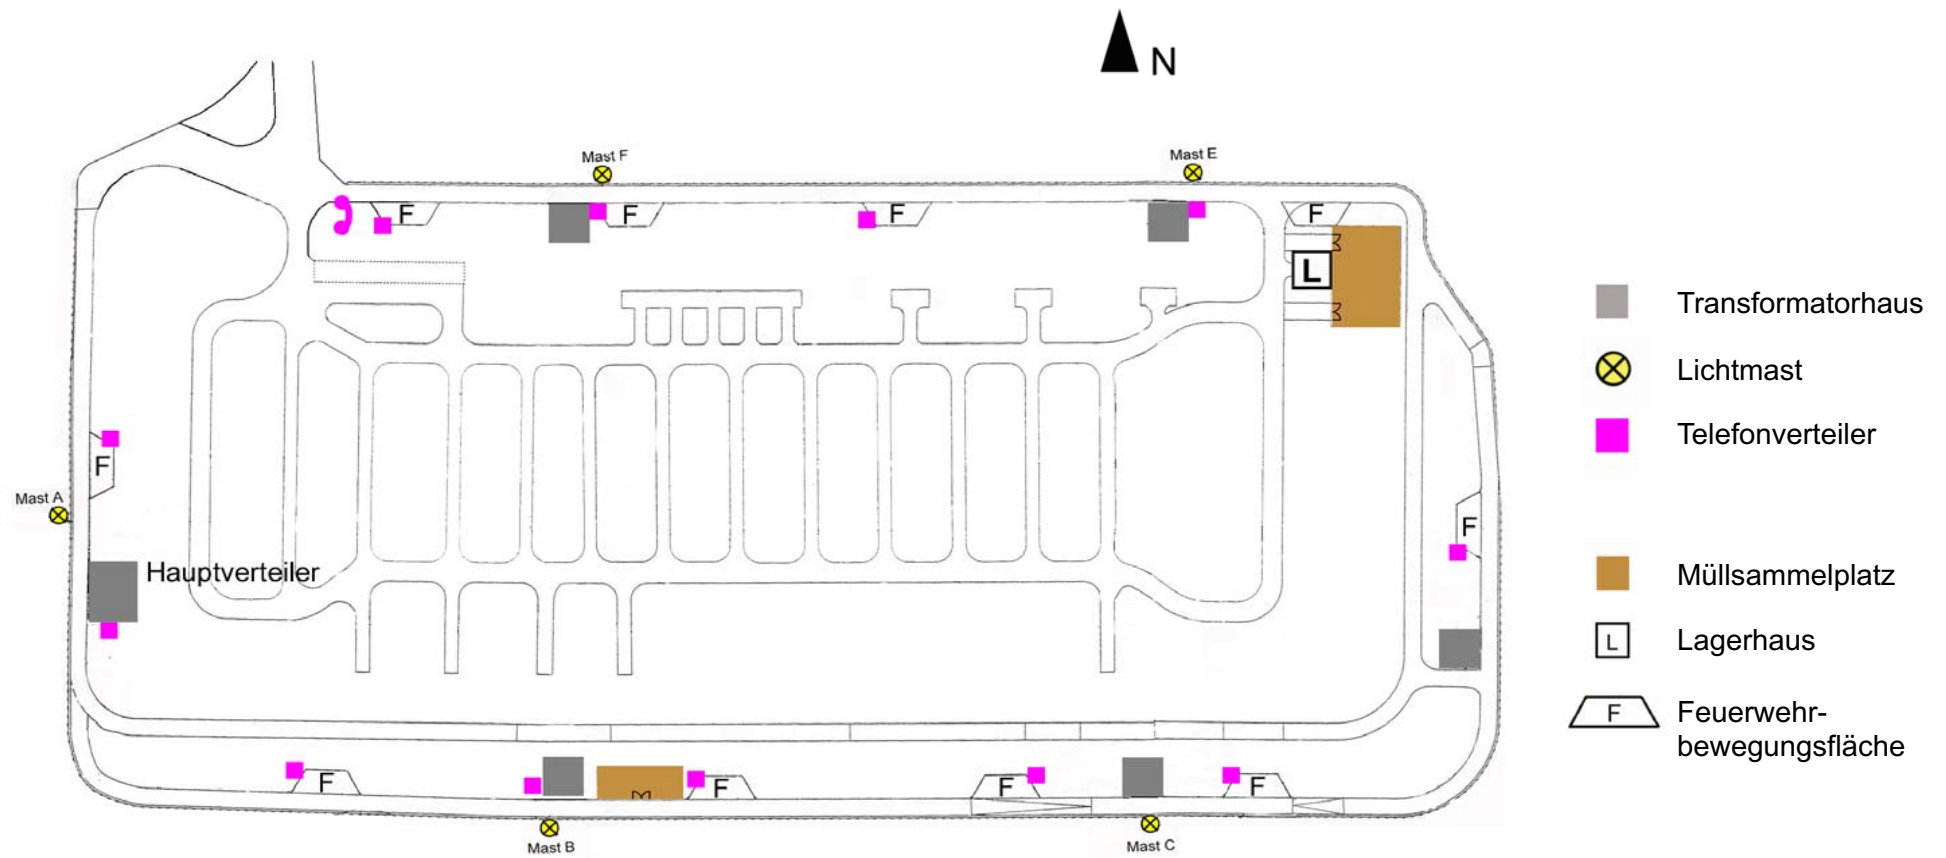 N
Mast F
Mast E
F
F
F
F
L
Transformatorhaus
Lichtmast
Telefonverteiler
F
Mast A
F
Hauptverteiler
Müllsammelplatz
L
Lagerhaus
F
Feuerwehr-
bewegungsfläche
F
F
F
F
Mast B
Mast C